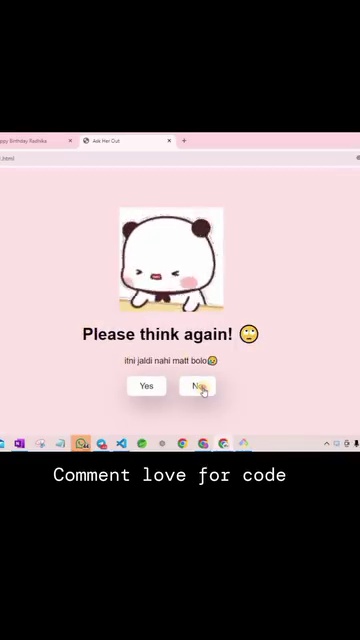 ppy Birthday Radhika
Ask Her Out
.html
Please think again! 🙄
itni jaldi nahi matt bolo🥹
Yes
No
Comment love for code